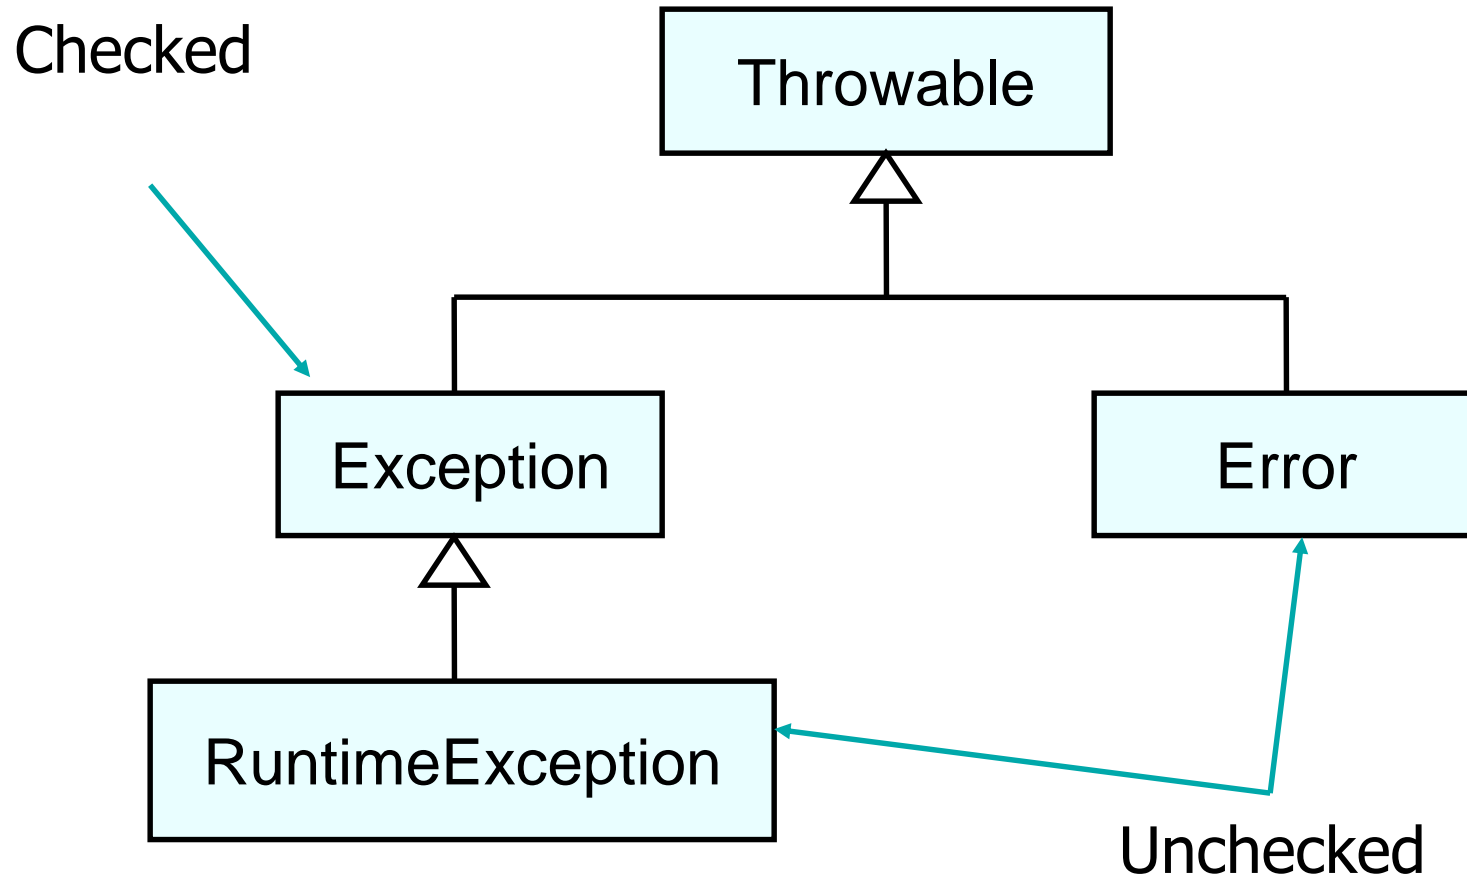 Checked
Throwable
Exception
Error
RuntimeException
Unchecked